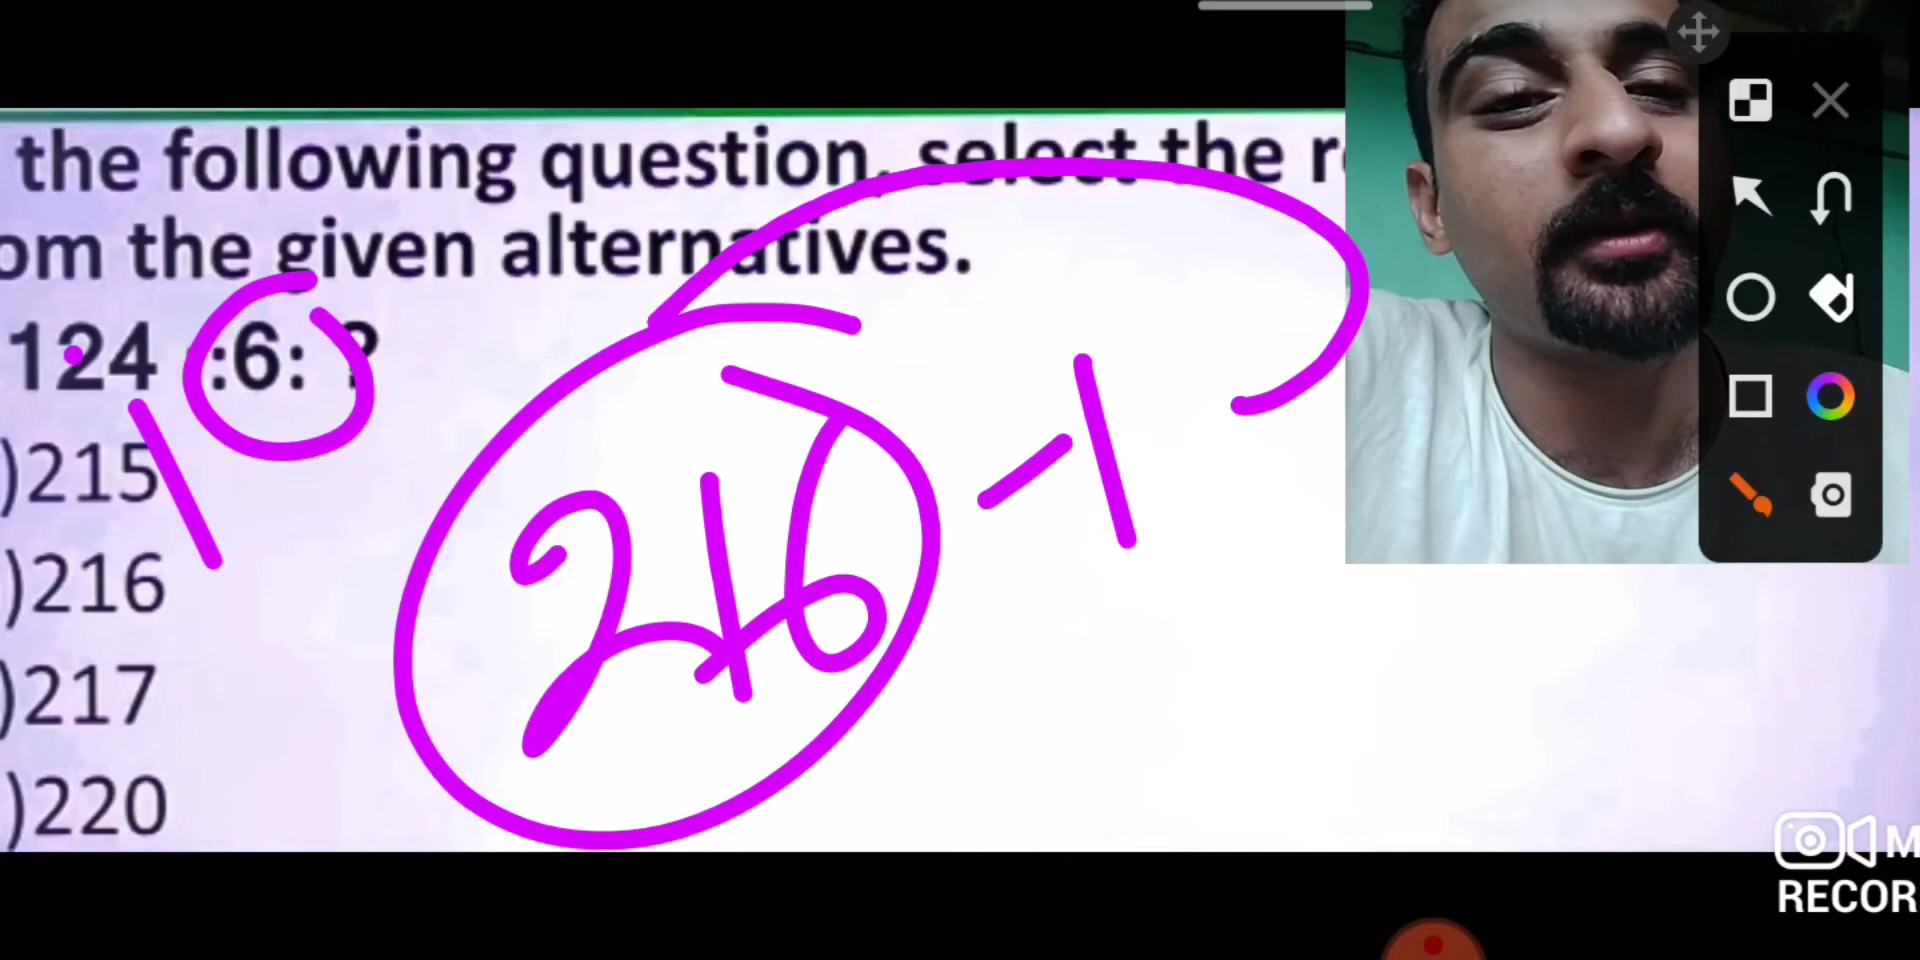 the following question, select the r
om the given alternatives.
124 :6: ?
)215
)216
)217
)220
216 -1
M
RECOR